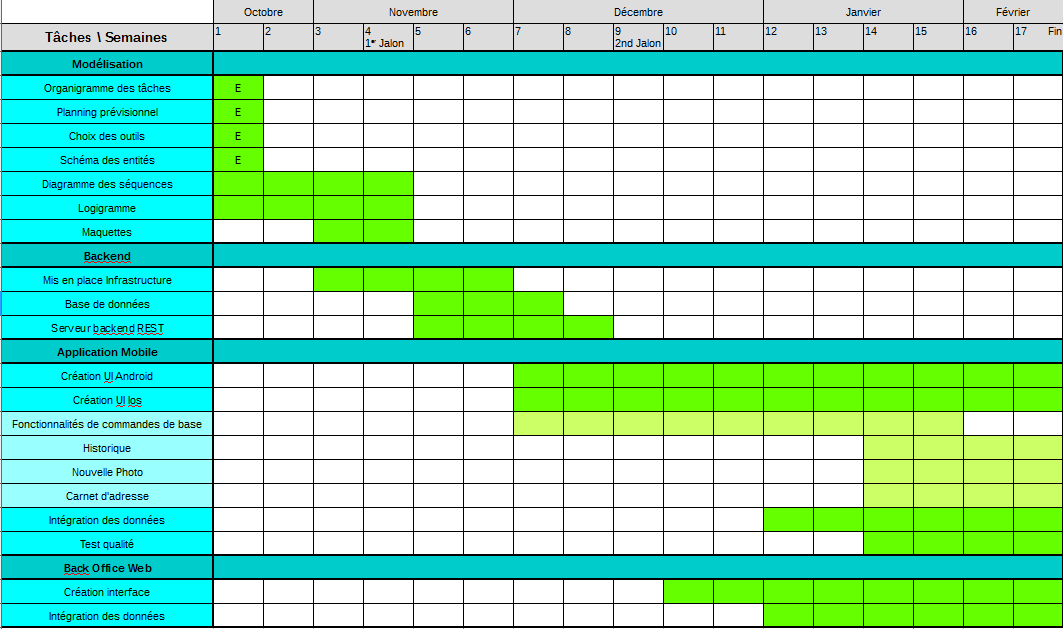 Octobre Novembre Décembre Janvier Février
Tâches \ Semaines 1 2 3 4 5 6 7 8 9 10 11 12 13 14 15 16 17 Fin
1er Jalon 2nd Jalon
Modélisation
Organigramme des tâches E
Planning prévisionnel E
Choix des outils E
Schéma des entités E
Diagramme des séquences
Logigramme
Maquettes
Backend
Mis en place Infrastructure
Base de données
Serveur backend REST
Application Mobile
Création UI Android
Création UI Ios
Fonctionnalités de commandes de base
Historique
Nouvelle Photo
Carnet d'adresse
Intégration des données
Test qualité
Back Office Web
Création interface
Intégration des données